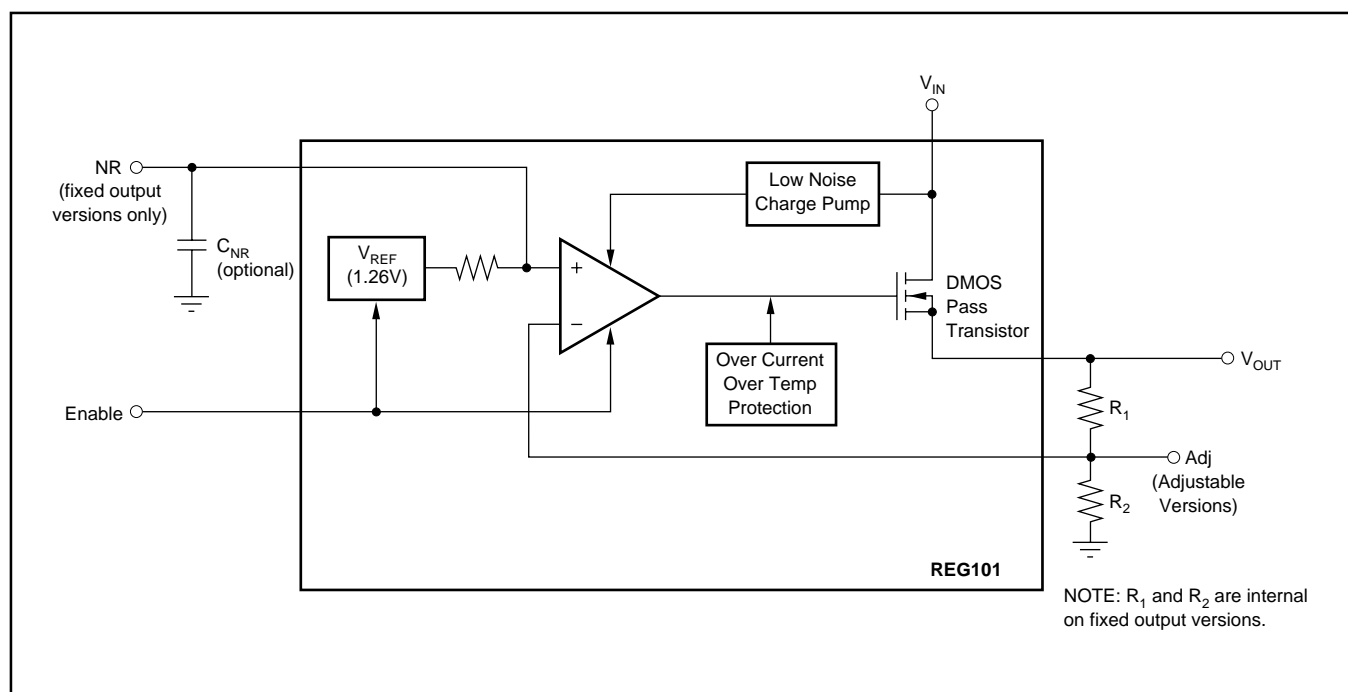 V_IN
NR
(fixed output
versions only)
C_NR
(optional)
Low Noise
Charge Pump
V_REF
(1.26V)
+
−
DMOS
Pass
Transistor
Over Current
Over Temp
Protection
V_OUT
R_1
Enable
Adj
(Adjustable
Versions)
R_2
REG101
NOTE: R_1 and R_2 are internal
on fixed output versions.